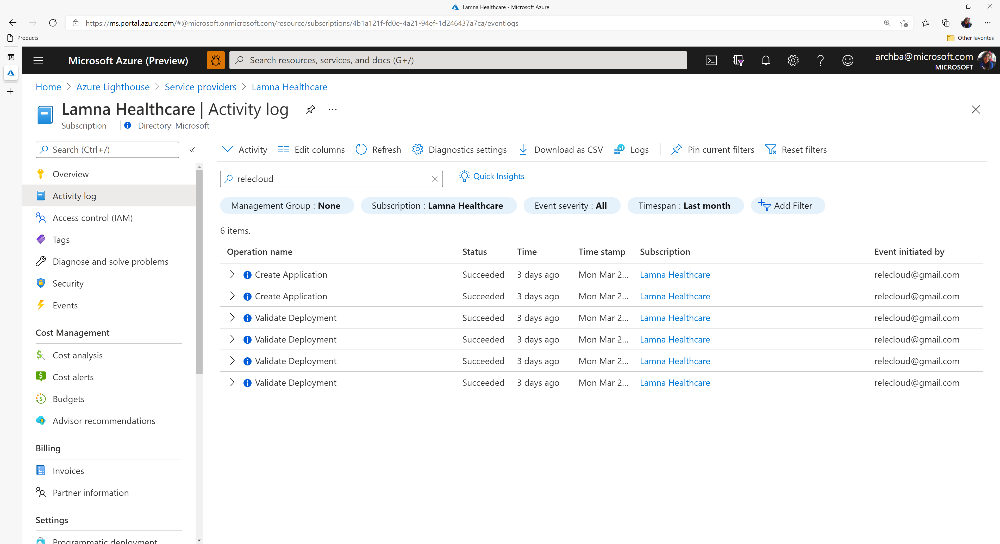 Lamna Healthcare - Microsoft Azure
https://ms.portal.azure.com/#@microsoft.onmicrosoft.com/resource/subscriptions/4b1a121f-fd0e-4a21-94ef-1d246437a7ca/eventlogs
Products
Other favorites
Microsoft Azure (Preview)
Search resources, services, and docs (G+/)
archba@microsoft.com
MICROSOFT
Home > Azure Lighthouse > Service providers > Lamna Healthcare
Lamna Healthcare | Activity log
Subscription | Directory: Microsoft
Search (Ctrl+/)
Overview
Activity log
Access control (IAM)
Tags
Diagnose and solve problems
Security
Events
Cost Management
Cost analysis
Cost alerts
Budgets
Advisor recommendations
Billing
Invoices
Partner information
Settings
Programmatic deployment
Activity Edit columns Refresh Diagnostics settings Download as CSV Logs | Pin current filters Reset filters
relecloud
Quick Insights
Management Group : None Subscription : Lamna Healthcare Event severity : All Timespan : Last month Add Filter
6 items.
Operation name Status Time Time stamp Subscription Event initiated by
Create Application Succeeded 3 days ago Mon Mar 2... Lamna Healthcare relecloud@gmail.com
Create Application Succeeded 3 days ago Mon Mar 2... Lamna Healthcare relecloud@gmail.com
Validate Deployment Succeeded 3 days ago Mon Mar 2... Lamna Healthcare relecloud@gmail.com
Validate Deployment Succeeded 3 days ago Mon Mar 2... Lamna Healthcare relecloud@gmail.com
Validate Deployment Succeeded 3 days ago Mon Mar 2... Lamna Healthcare relecloud@gmail.com
Validate Deployment Succeeded 3 days ago Mon Mar 2... Lamna Healthcare relecloud@gmail.com